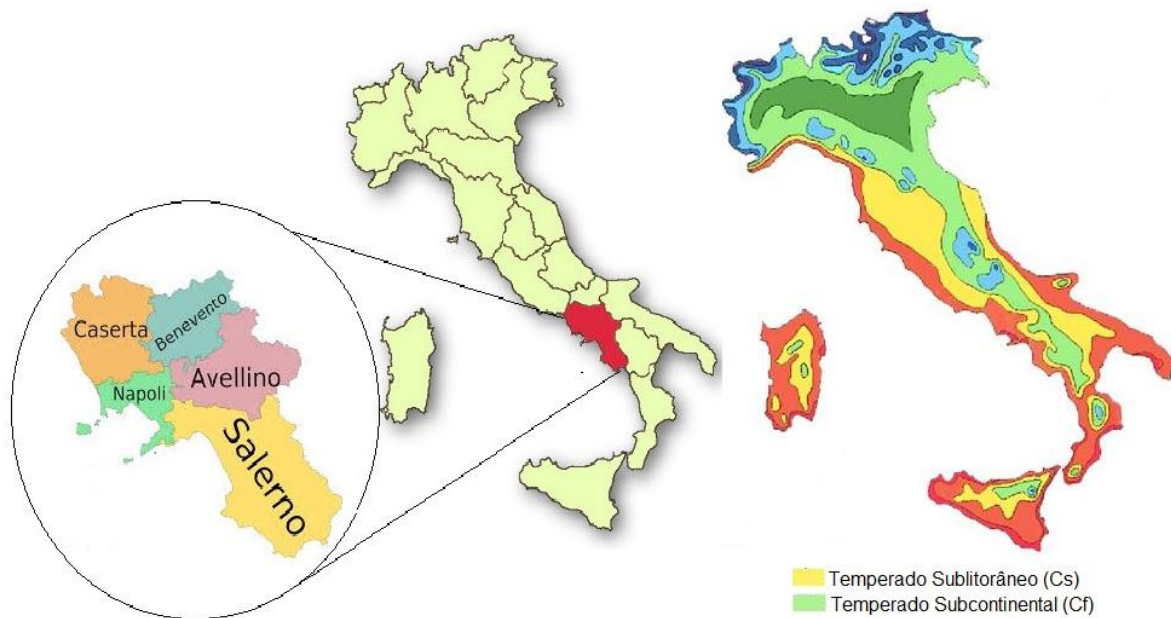 Caserta
Benevento
Avellino
Napoli
Salerno
Temperado Sublitorâneo (Cs)
Temperado Subcontinental (Cf)